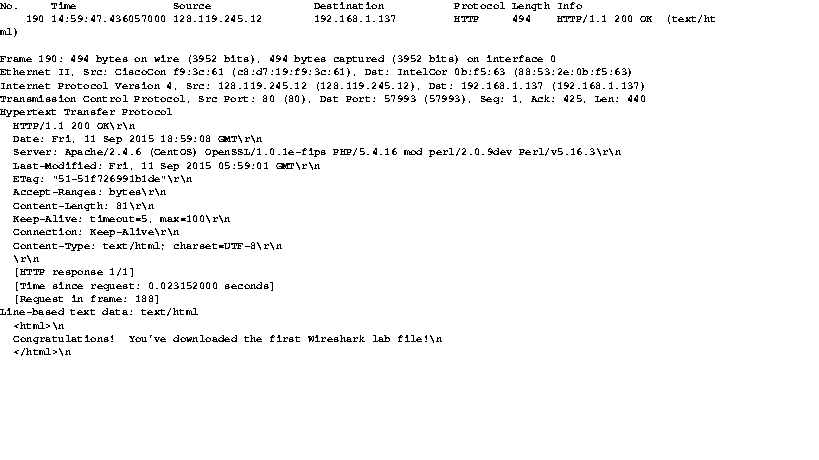 No.     Time               Source                Destination           Protocol Length Info
    190 14:59:47.436057000 128.119.245.12        192.168.1.137         HTTP     494    HTTP/1.1 200 OK  (text/ht
ml)
Frame 190: 494 bytes on wire (3952 bits), 494 bytes captured (3952 bits) on interface 0
Ethernet II, Src: CiscoCon f9:3c:61 (c8:d7:19:f9:3c:61), Dst: IntelCor 0b:f5:63 (88:53:2e:0b:f5:63)
Internet Protocol Version 4, Src: 128.119.245.12 (128.119.245.12), Dst: 192.168.1.137 (192.168.1.137)
Transmission Control Protocol, Src Port: 80 (80), Dst Port: 57993 (57993), Seq: 1, Ack: 425, Len: 440
Hypertext Transfer Protocol
  HTTP/1.1 200 OK\r\n
  Date: Fri, 11 Sep 2015 18:59:08 GMT\r\n
  Server: Apache/2.4.6 (CentOS) OpenSSL/1.0.1e-fips PHP/5.4.16 mod perl/2.0.9dev Perl/v5.16.3\r\n
  Last-Modified: Fri, 11 Sep 2015 05:59:01 GMT\r\n
  ETag: "51-51f726991b1de"\r\n
  Accept-Ranges: bytes\r\n
  Content-Length: 81\r\n
  Keep-Alive: timeout=5, max=100\r\n
  Connection: Keep-Alive\r\n
  Content-Type: text/html; charset=UTF-8\r\n
  \r\n
  [HTTP response 1/1]
  [Time since request: 0.023152000 seconds]
  [Request in frame: 188]
Line-based text data: text/html
  <html>\n
  Congratulations!  You've downloaded the first Wireshark lab file!\n
  </html>\n